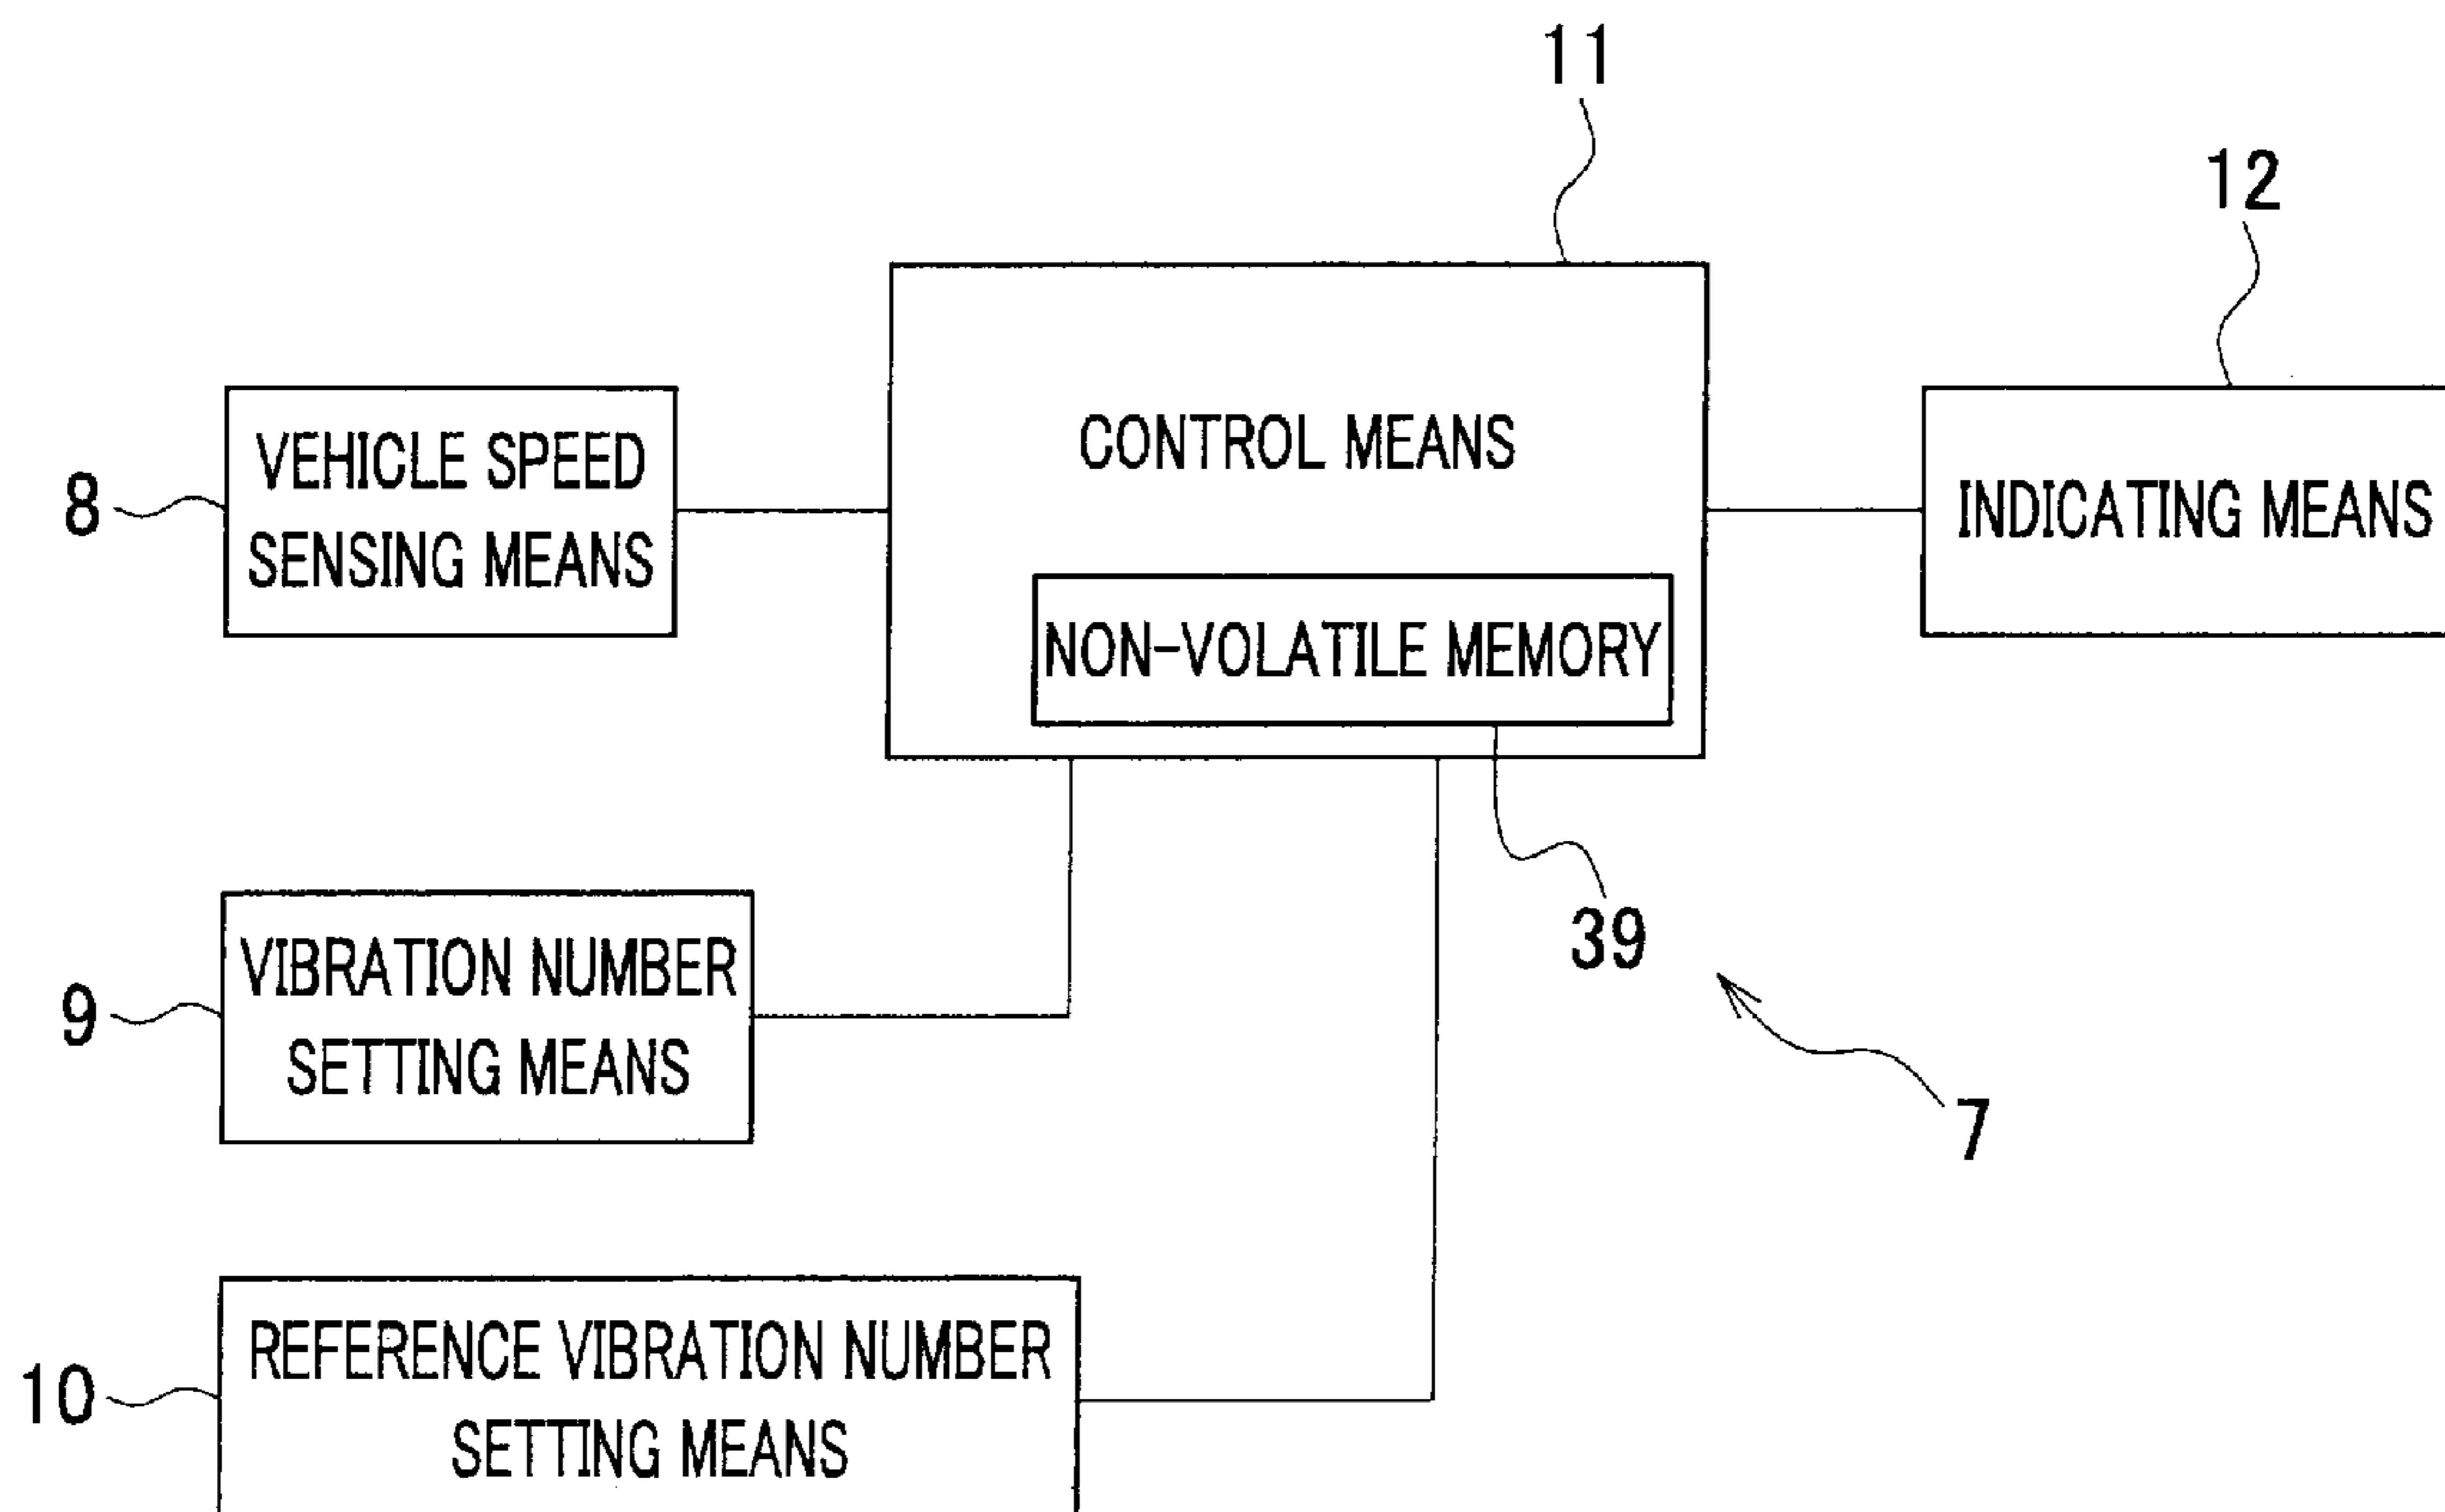 11
12
8
VEHICLE SPEED
SENSING MEANS
CONTROL MEANS
INDICATING MEANS
NON-VOLATILE MEMORY
39
9
VIBRATION NUMBER
SETTING MEANS
7
10
REFERENCE VIBRATION NUMBER
SETTING MEANS